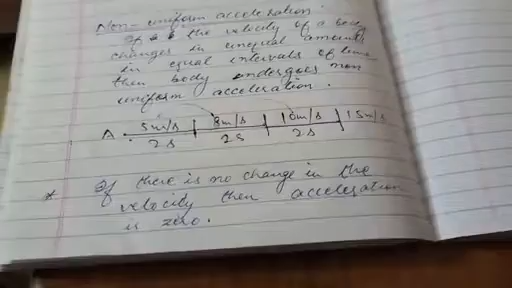 Non-uniform acceleration:
If the velocity of a body
changes in unequal amounts
in equal intervals of time
then body undergoes non
uniform acceleration.
A 5m/s 8m/s 10m/s 15m/s
2s 2s 2s
* If there is no change in the
velocity then acceleration
is zero.